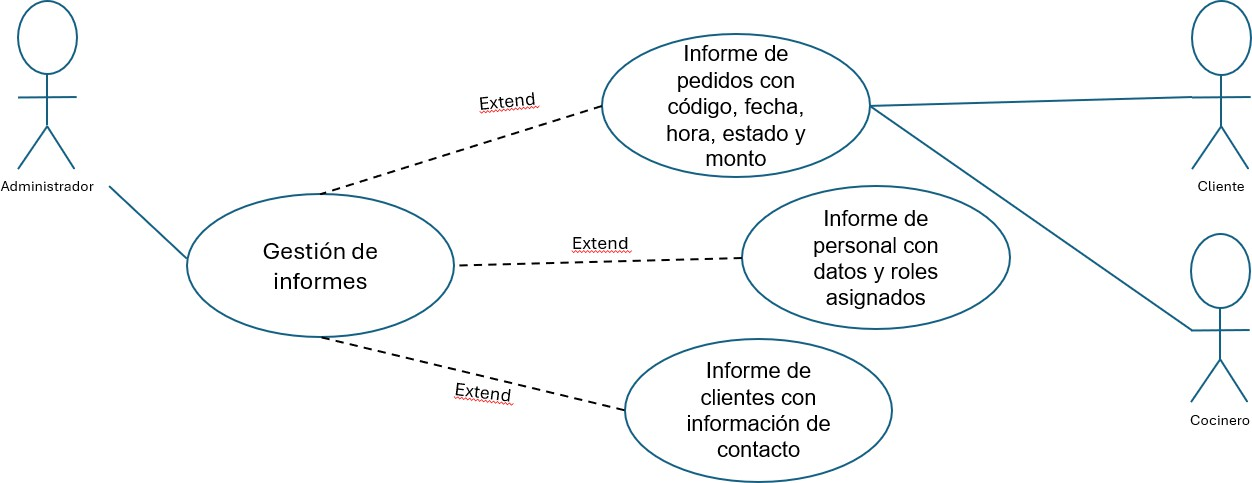 Administrador
Gestión de
informes
Extend
Extend
Extend
Informe de
pedidos con
código, fecha,
hora, estado y
monto
Informe de
personal con
datos y roles
asignados
Informe de
clientes con
información de
contacto
Cliente
Cocinero